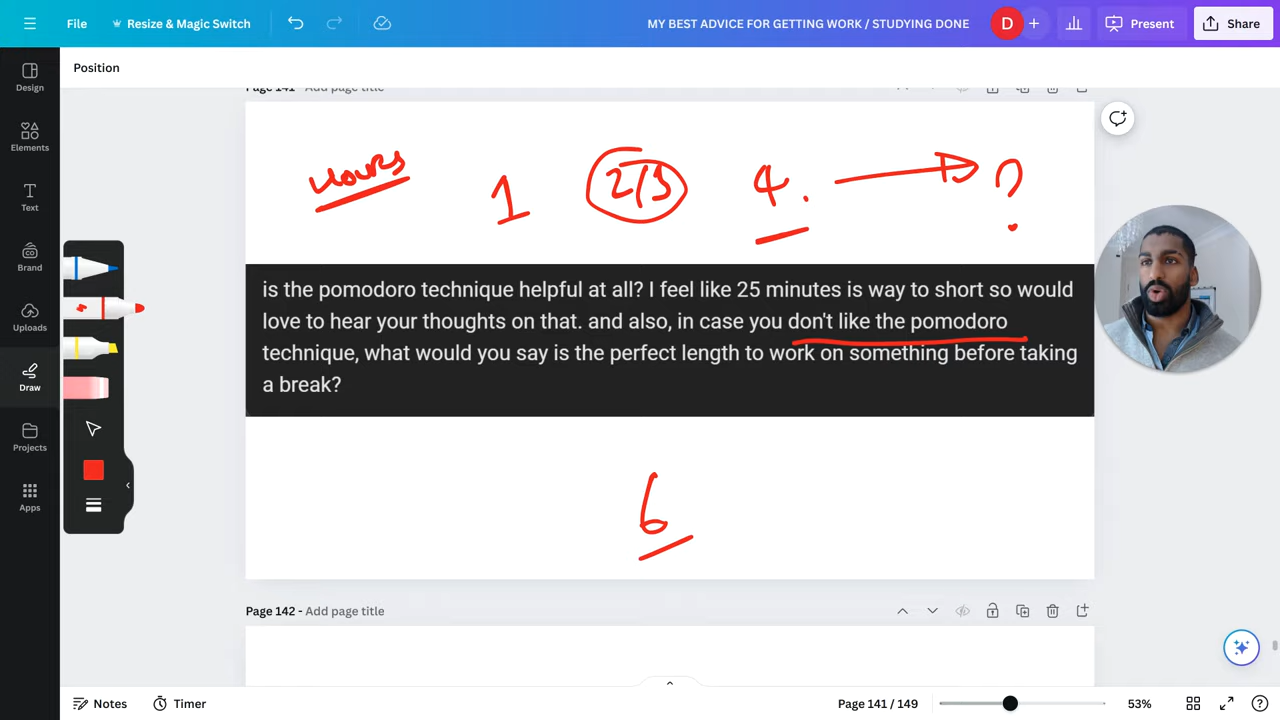 File
Resize & Magic Switch
MY BEST ADVICE FOR GETTING WORK / STUDYING DONE
D
Present
Share
Position
Design
Elements
Text
Brand
Uploads
Draw
Projects
Apps
Page 141 - Add page title
Hours
1 2/3 4. ?
is the pomodoro technique helpful at all? I feel like 25 minutes is way to short so would
love to hear your thoughts on that. and also, in case you don't like the pomodoro
technique, what would you say is the perfect length to work on something before taking
a break?
6
Page 142 - Add page title
Notes
Timer
Page 141 / 149
53%